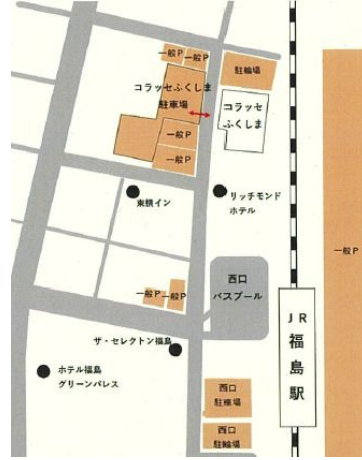 一般P
一般P
駐輪場
コラッセふくしま
駐車場
コラッセ
ふくしま
一般P
一般P
東横イン
リッチモンド
ホテル
一般P
西口
バスプール
一般P
一般P
JR
福島駅
ザ・セレクトン福島
ホテル福島
グリーンパレス
西口
駐車場
西口
駐輪場